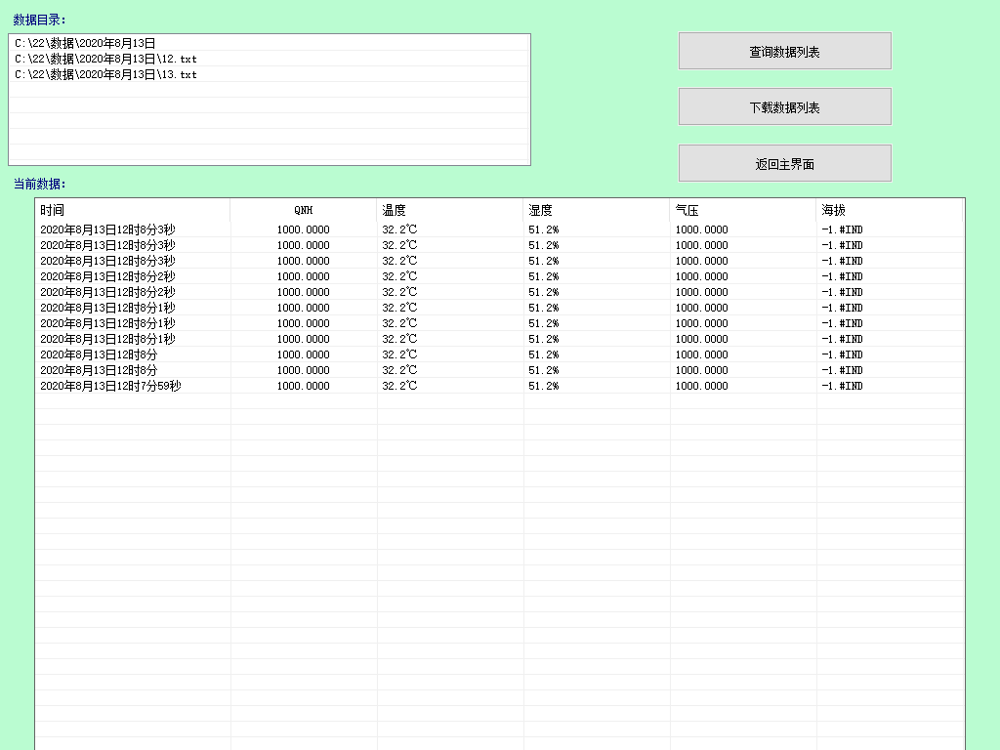 数据目录:
C:\22\数据\2020年8月13日
C:\22\数据\2020年8月13日\12.txt
C:\22\数据\2020年8月13日\13.txt
查询数据列表
下载数据列表
返回主界面
当前数据:
时间 QNH 温度 湿度 气压 海拔
2020年8月13日12时8分3秒 1000.0000 32.2℃ 51.2% 1000.0000 -1.#IND
2020年8月13日12时8分3秒 1000.0000 32.2℃ 51.2% 1000.0000 -1.#IND
2020年8月13日12时8分3秒 1000.0000 32.2℃ 51.2% 1000.0000 -1.#IND
2020年8月13日12时8分2秒 1000.0000 32.2℃ 51.2% 1000.0000 -1.#IND
2020年8月13日12时8分2秒 1000.0000 32.2℃ 51.2% 1000.0000 -1.#IND
2020年8月13日12时8分1秒 1000.0000 32.2℃ 51.2% 1000.0000 -1.#IND
2020年8月13日12时8分1秒 1000.0000 32.2℃ 51.2% 1000.0000 -1.#IND
2020年8月13日12时8分1秒 1000.0000 32.2℃ 51.2% 1000.0000 -1.#IND
2020年8月13日12时8分 1000.0000 32.2℃ 51.2% 1000.0000 -1.#IND
2020年8月13日12时8分 1000.0000 32.2℃ 51.2% 1000.0000 -1.#IND
2020年8月13日12时7分59秒 1000.0000 32.2℃ 51.2% 1000.0000 -1.#IND